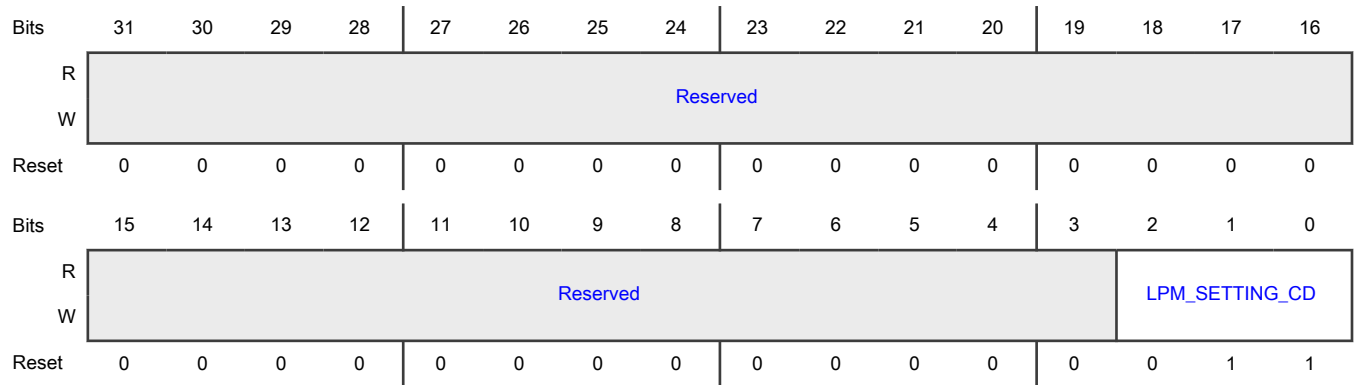 Bits 31 30 29 28 27 26 25 24 23 22 21 20 19 18 17 16
R
Reserved
W
Reset 0 0 0 0 0 0 0 0 0 0 0 0 0 0 0 0
Bits 15 14 13 12 11 10 9 8 7 6 5 4 3 2 1 0
R
Reserved LPM_SETTING_CD
W
Reset 0 0 0 0 0 0 0 0 0 0 0 0 0 0 1 1